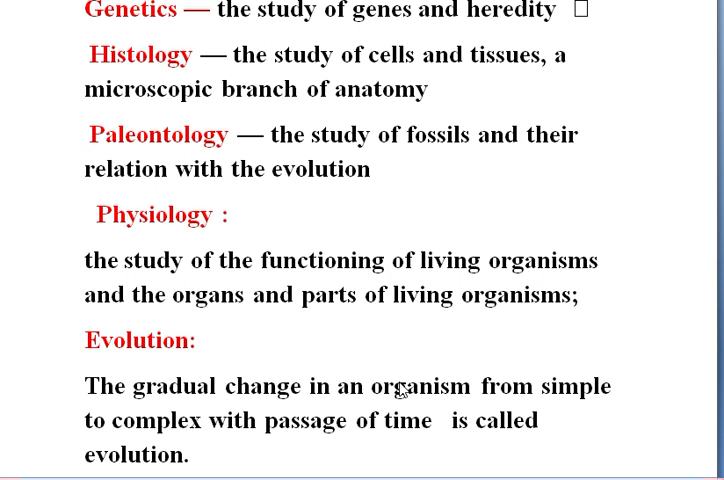 Genetics — the study of genes and heredity □
Histology — the study of cells and tissues, a
microscopic branch of anatomy
Paleontology — the study of fossils and their
relation with the evolution
Physiology :
the study of the functioning of living organisms
and the organs and parts of living organisms;
Evolution:
The gradual change in an organism from simple
to complex with passage of time is called
evolution.